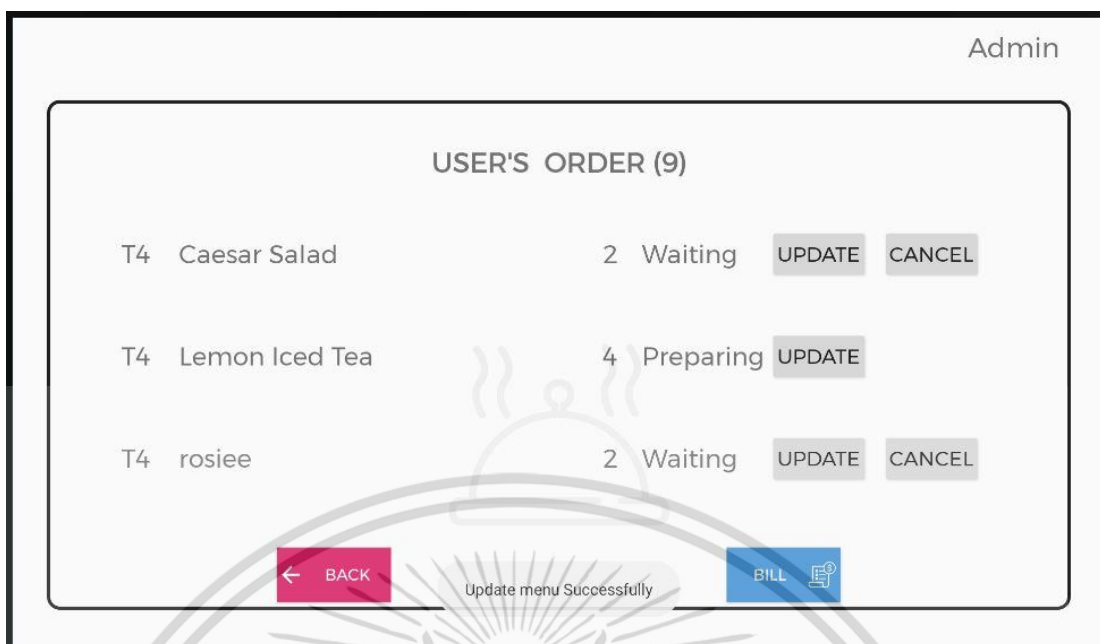 Admin
USER'S ORDER (9)
T4 Caesar Salad 2 Waiting UPDATE CANCEL
T4 Lemon Iced Tea 4 Preparing UPDATE
T4 rosiee 2 Waiting UPDATE CANCEL
BACK Update menu Successfully BILL